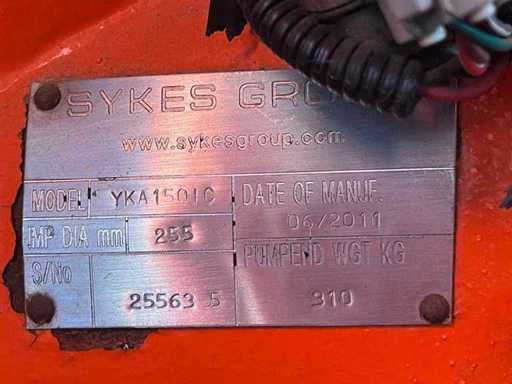 SYKES GRO
www.sykesgroup.com
MODEL YKA150IC DATE OF MANUF.
06/2011
IMP DIA mm 255
PUMPEND WGT KG
S/No
25563 5 310